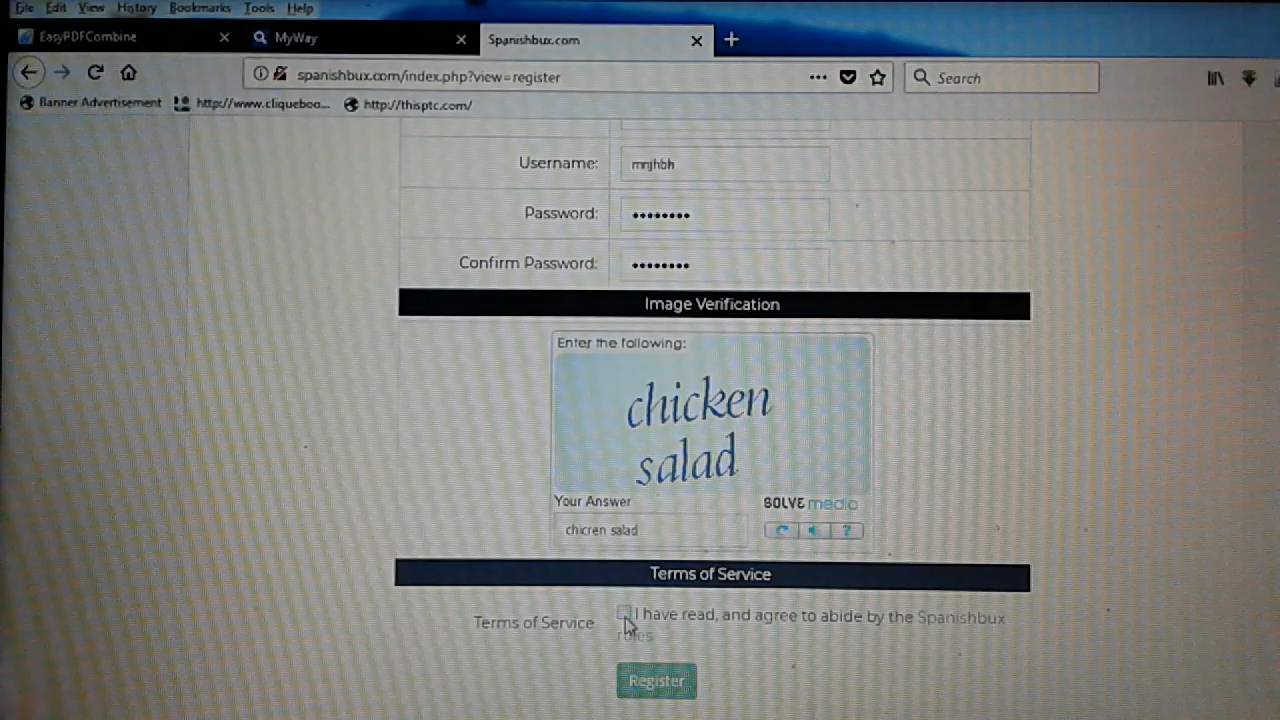 File Edit View History Bookmarks Tools Help
EasyPDFCombine MyWay Spanishbux.com
spanishbux.com/index.php?view=register Search
Banner Advertisement http://www.cliqueboo... http://thisptc.com/
Username: mnjhbh
Password: ••••••••
Confirm Password: ••••••••
Image Verification
Enter the following:
chicken
salad
Your Answer SOLVEmedia
chicren salad
?
Terms of Service
Terms of Service I have read, and agree to abide by the Spanishbux
rules
Register